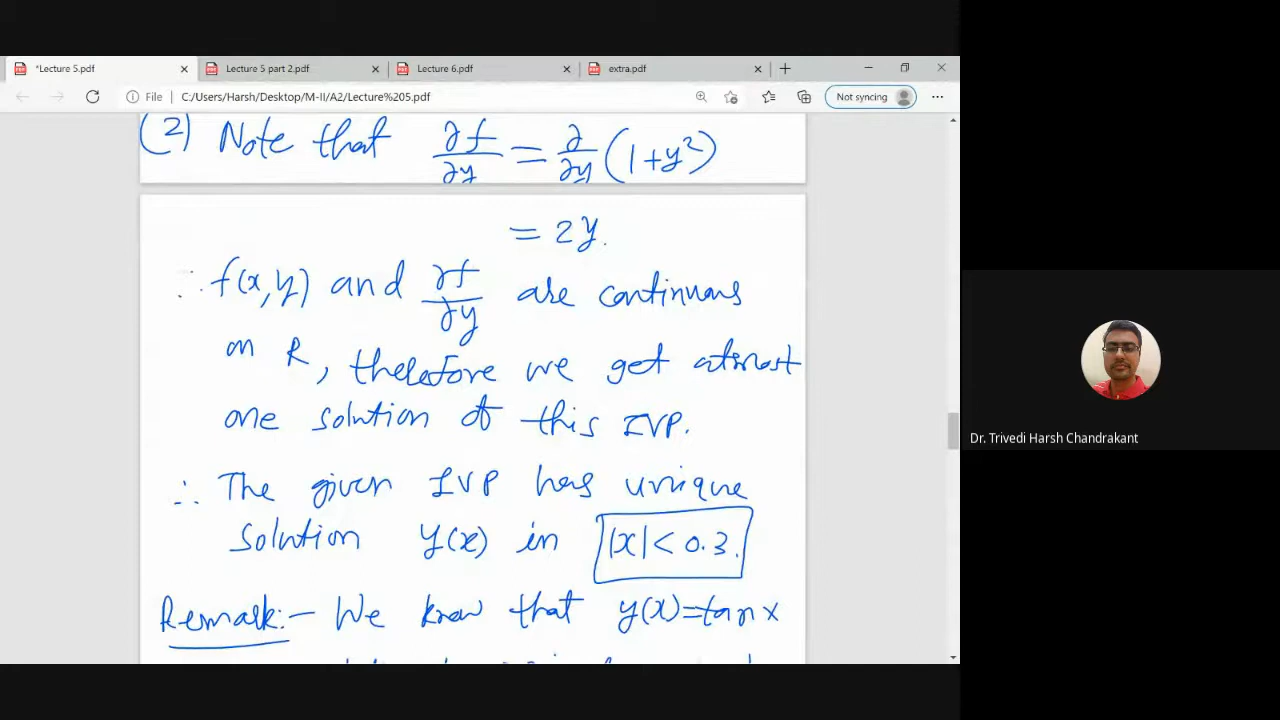 *Lecture 5.pdf
Lecture 5 part 2.pdf
Lecture 6.pdf
extra.pdf
File | C:/Users/Harsh/Desktop/M-II/A2/Lecture%205.pdf
Not syncing
(2) Note that ∂f/∂y = ∂/∂y (1+y²)
= 2y.
∴ f(x,y) and ∂f/∂y are continuous
on R, therefore we get atmost
one solution of this IVP.
∴ The given IVP has unique
solution y(x) in |x| < 0.3.
Remark:- We know that y(x)=tan x
Dr. Trivedi Harsh Chandrakant